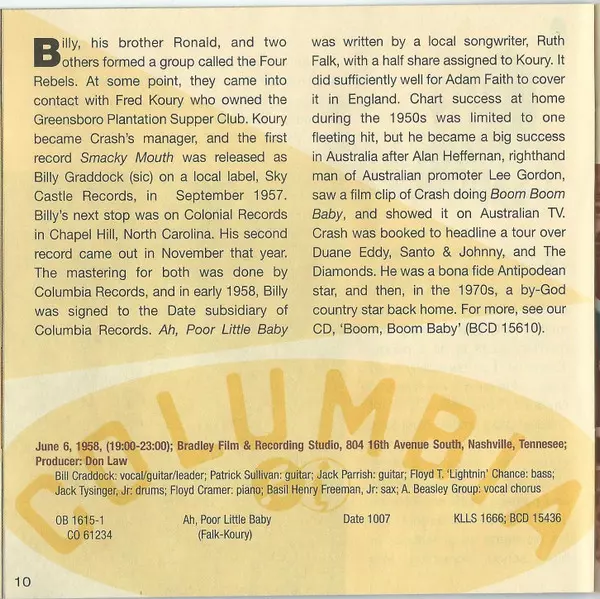 Billy, his brother Ronald, and two
others formed a group called the Four
Rebels. At some point, they came into
contact with Fred Koury who owned the
Greensboro Plantation Supper Club. Koury
became Crash's manager, and the first
record Smacky Mouth was released as
Billy Graddock (sic) on a local label, Sky
Castle Records, in September 1957.
Billy's next stop was on Colonial Records
in Chapel Hill, North Carolina. His second
record came out in November that year.
The mastering for both was done by
Columbia Records, and in early 1958, Billy
was signed to the Date subsidiary of
Columbia Records. Ah, Poor Little Baby
was written by a local songwriter, Ruth
Falk, with a half share assigned to Koury. It
did sufficiently well for Adam Faith to cover
it in England. Chart success at home
during the 1950s was limited to one
fleeting hit, but he became a big success
in Australia after Alan Heffernan, righthand
man of Australian promoter Lee Gordon,
saw a film clip of Crash doing Boom Boom
Baby, and showed it on Australian TV.
Crash was booked to headline a tour over
Duane Eddy, Santo & Johnny, and The
Diamonds. He was a bona fide Antipodean
star, and then, in the 1970s, a by-God
country star back home. For more, see our
CD, 'Boom, Boom Baby' (BCD 15610).
COLUMBIA
June 6, 1958, (19:00-23:00); Bradley Film & Recording Studio, 804 16th Avenue South, Nashville, Tennesee;
Producer: Don Law
Bill Craddock: vocal/guitar/leader; Patrick Sullivan: guitar; Jack Parrish: guitar; Floyd T. 'Lightnin' Chance: bass;
Jack Tysinger, Jr: drums; Floyd Cramer: piano; Basil Henry Freeman, Jr: sax; A. Beasley Group: vocal chorus
OB 1615-1 Ah, Poor Little Baby Date 1007 KLLS 1666; BCD 15436
CO 61234 (Falk-Koury)
10